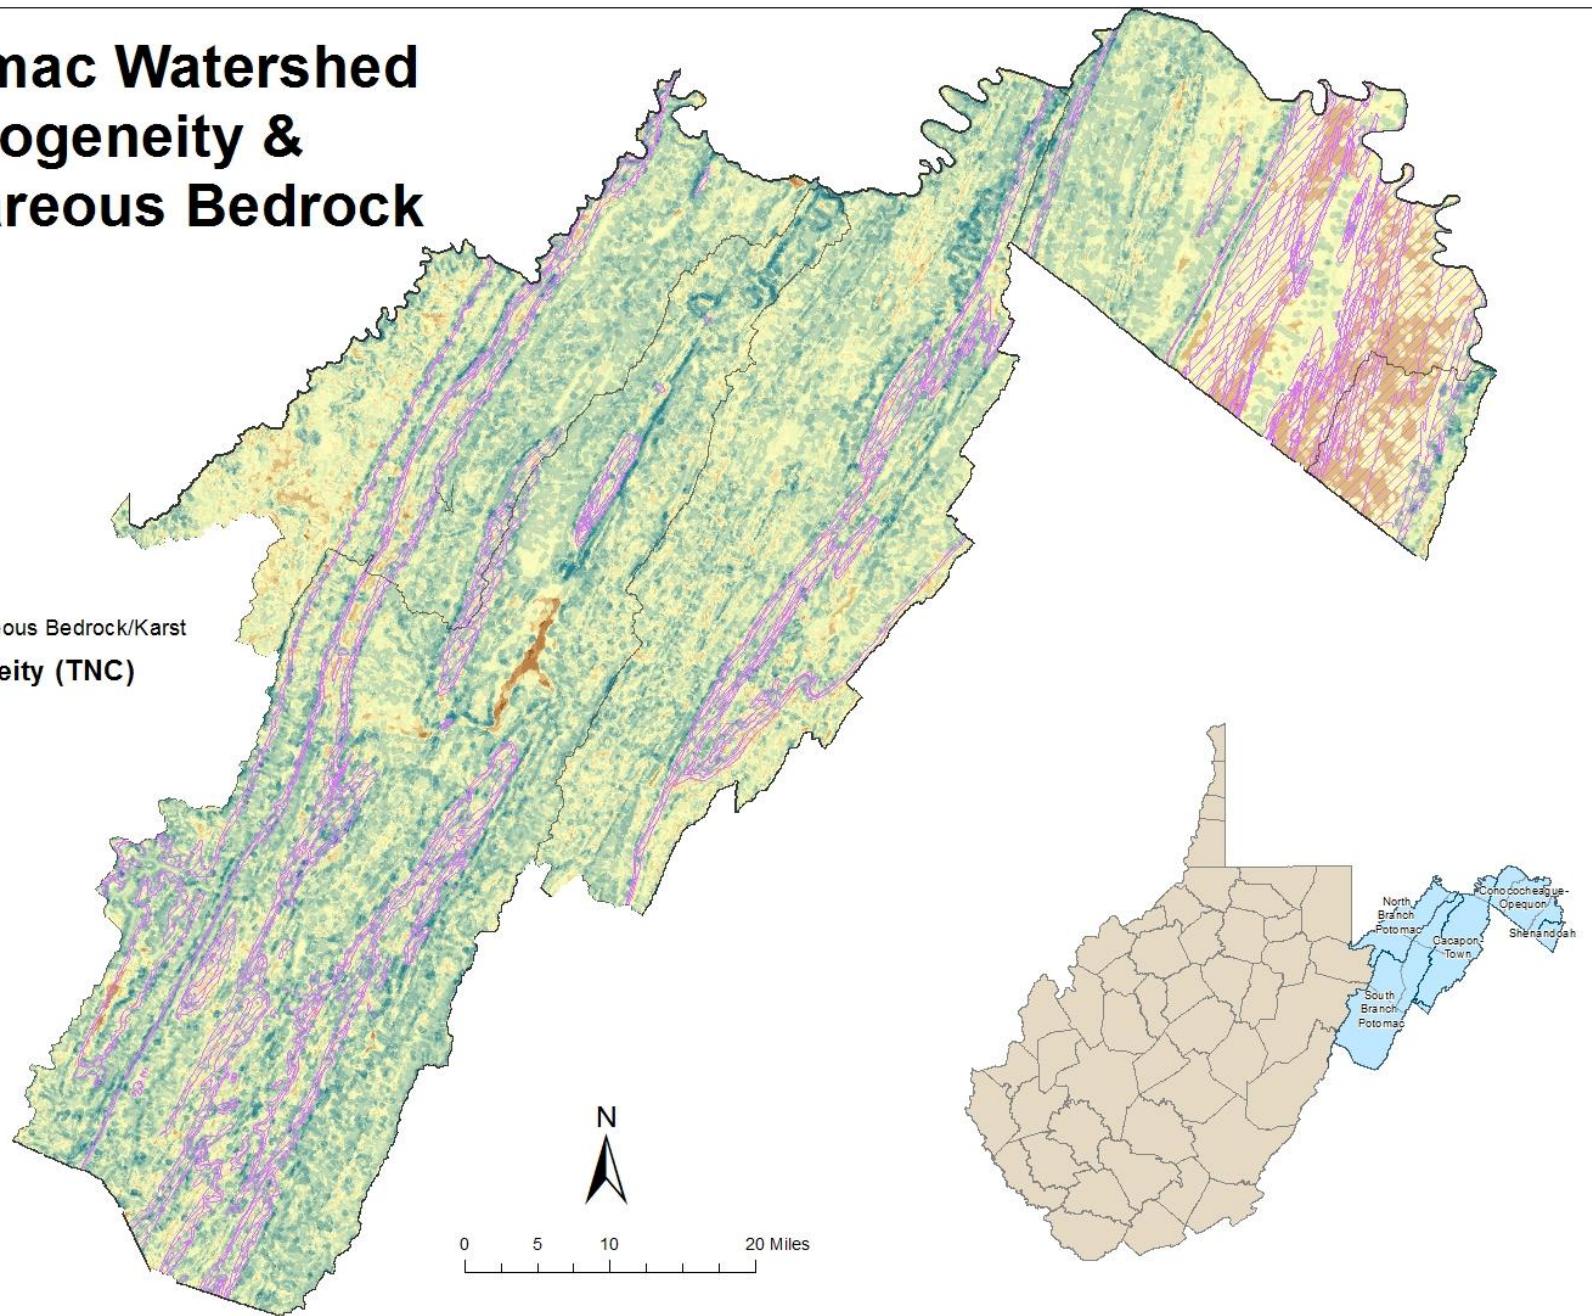 mac Watershed
ogeneity &
areous Bedrock
ous Bedrock/Karst
eity (TNC)
N
0 5 10 20 Miles
North
Branch
Potomac
Conococheague-
Opequon
Shenandoah
Cacapon-
Town
South
Branch
Potomac